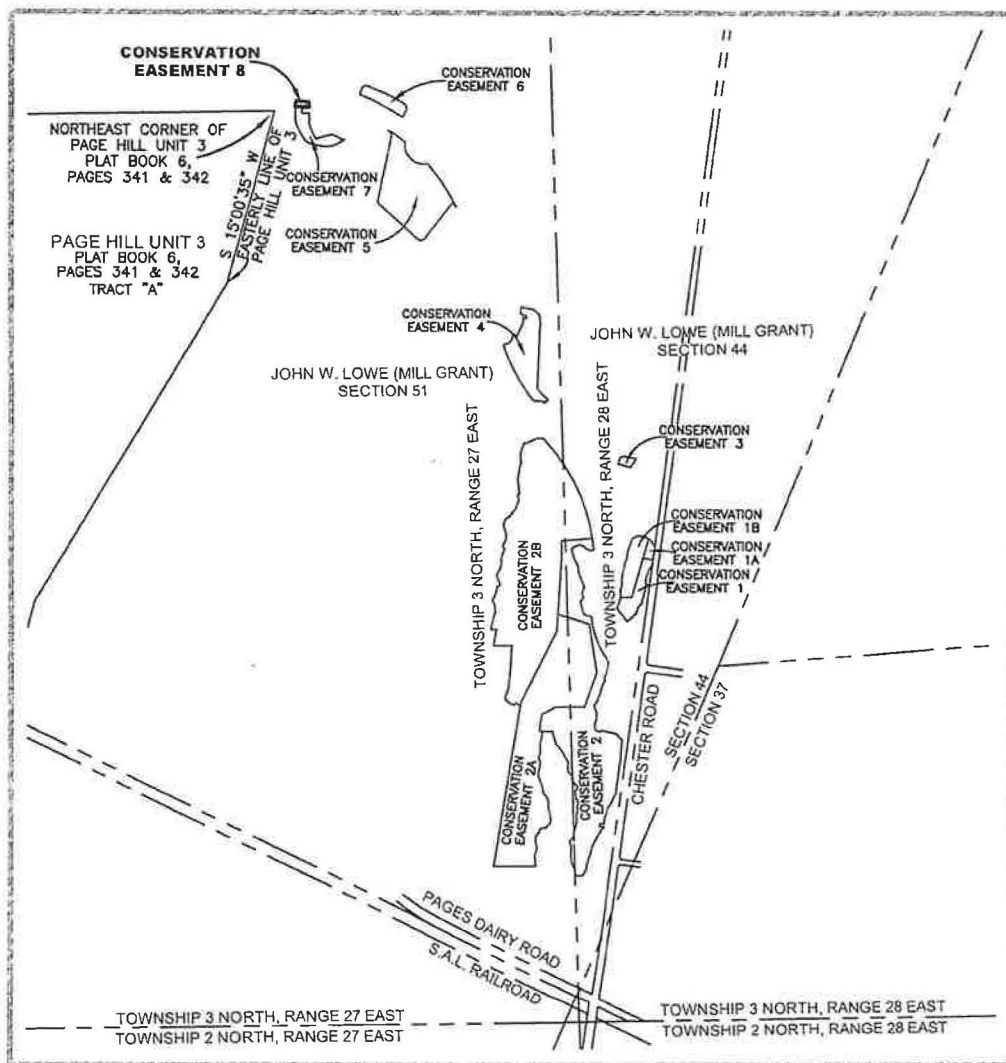 CONSERVATION
EASEMENT 8
CONSERVATION
EASEMENT 6
NORTHEAST CORNER OF
PAGE HILL UNIT 3
PLAT BOOK 6,
PAGES 341 & 342
S 15°00'35" W
EASTERLY LINE OF
PAGE HILL UNIT 3
CONSERVATION
EASEMENT 7
CONSERVATION
EASEMENT 5
PAGE HILL UNIT 3
PLAT BOOK 6,
PAGES 341 & 342
TRACT "A"
CONSERVATION
EASEMENT 4
JOHN W. LOWE (MILL GRANT)
SECTION 44
JOHN W. LOWE (MILL GRANT)
SECTION 51
TOWNSHIP 3 NORTH, RANGE 27 EAST
TOWNSHIP 3 NORTH, RANGE 28 EAST
CONSERVATION
EASEMENT 3
CONSERVATION
EASEMENT 1B
CONSERVATION
EASEMENT 1A
CONSERVATION
EASEMENT 1
CONSERVATION
EASEMENT 2B
CONSERVATION
EASEMENT 2A
CONSERVATION
EASEMENT 2
CHESTER ROAD
SECTION 44
SECTION 37
PAGES DAIRY ROAD
S.A.L. RAILROAD
TOWNSHIP 3 NORTH, RANGE 27 EAST
TOWNSHIP 2 NORTH, RANGE 27 EAST
TOWNSHIP 3 NORTH, RANGE 28 EAST
TOWNSHIP 2 NORTH, RANGE 28 EAST